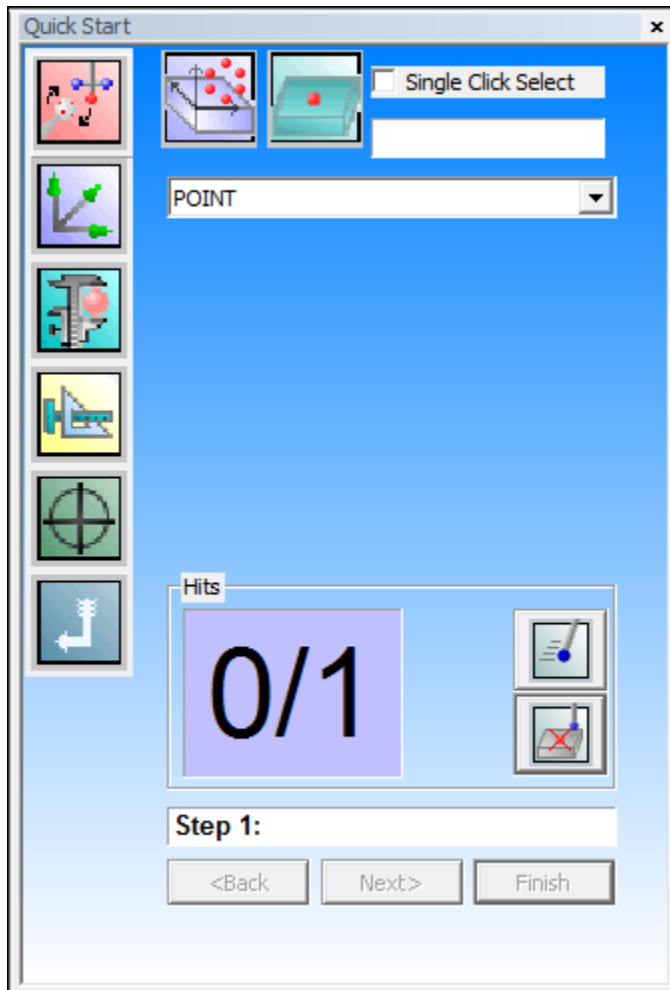 Quick Start
Single Click Select
POINT
Hits
0/1
Step 1:
<Back
Next>
Finish